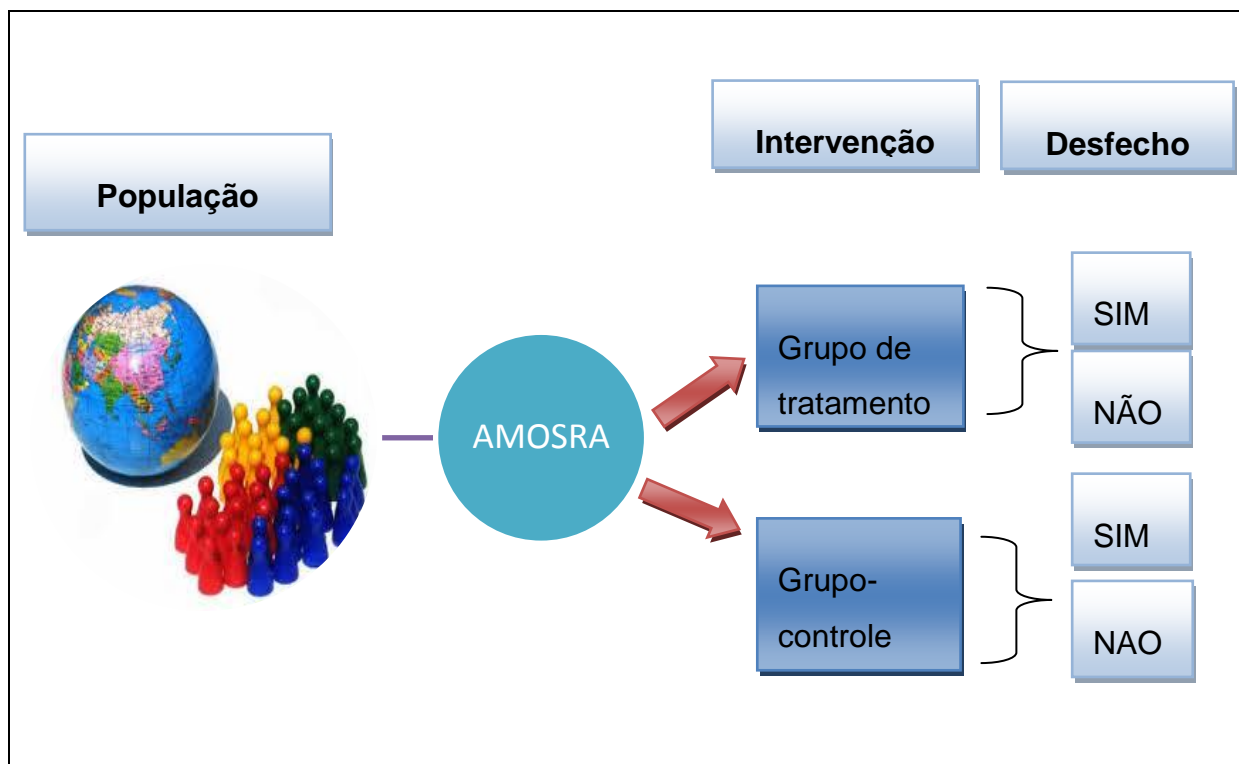 População
Intervenção
Desfecho
AMOSRA
Grupo de
tratamento
SIM
NÃO
Grupo-
controle
SIM
NAO